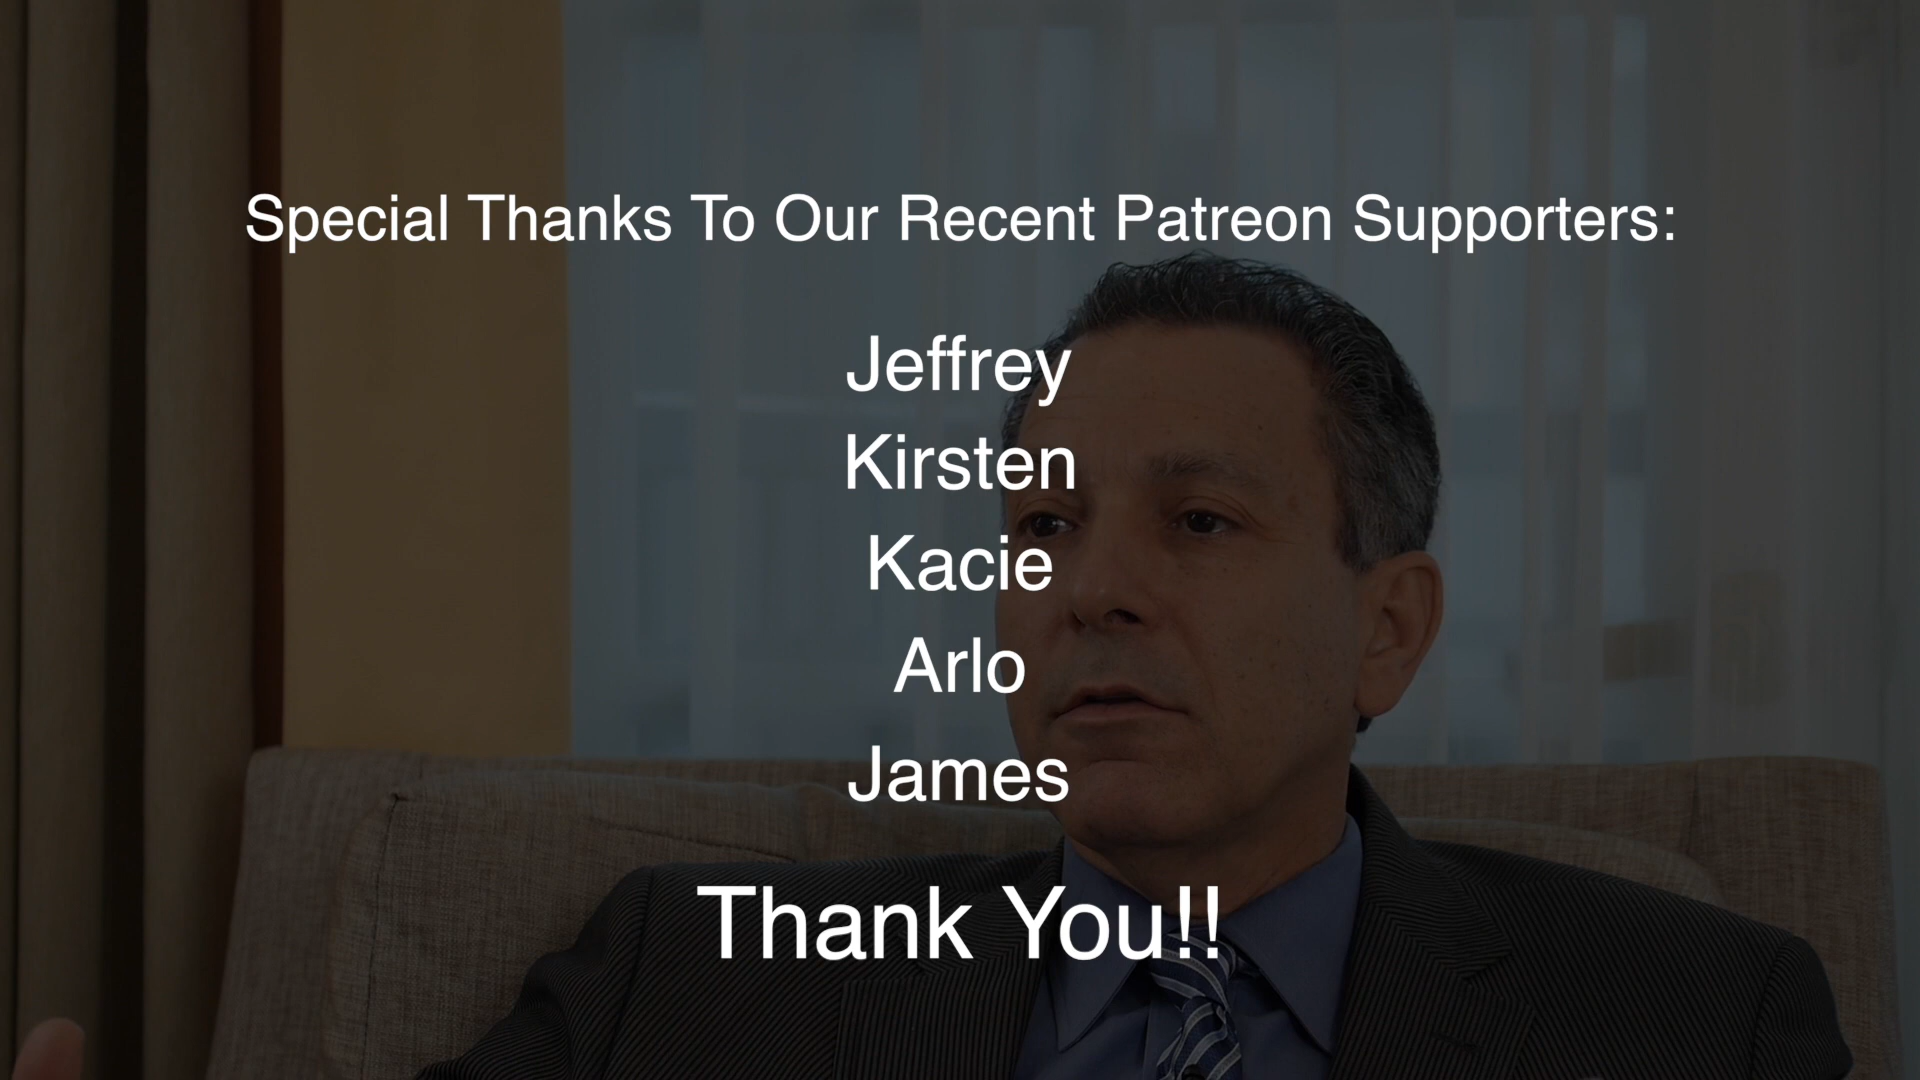 Special Thanks To Our Recent Patreon Supporters:
Jeffrey
Kirsten
Kacie
Arlo
James
Thank You!!